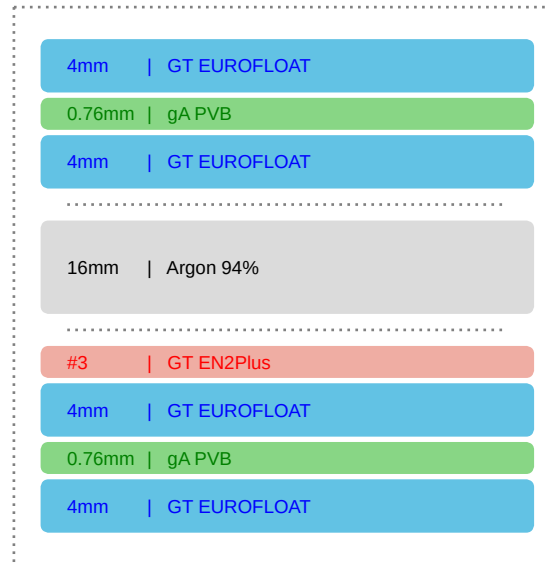 4mm | GT EUROFLOAT
0.76mm | gA PVB
4mm | GT EUROFLOAT
16mm | Argon 94%
#3 | GT EN2Plus
4mm | GT EUROFLOAT
0.76mm | gA PVB
4mm | GT EUROFLOAT